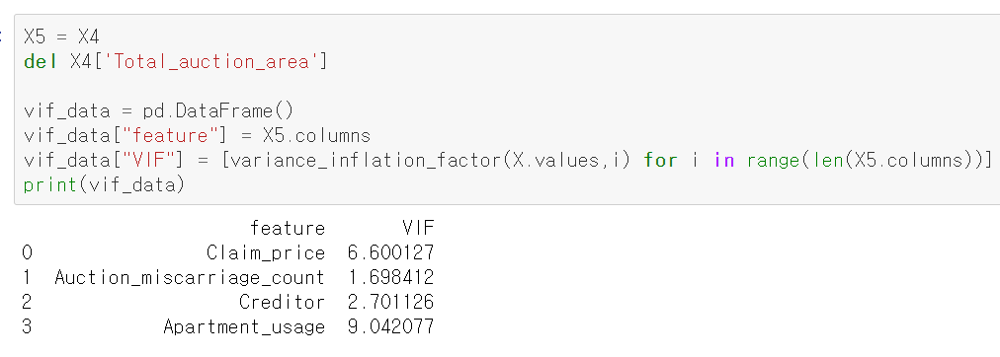 :
X5 = X4
del X4['Total_auction_area']
vif_data = pd.DataFrame()
vif_data["feature"] = X5.columns
vif_data["VIF"] = [variance_inflation_factor(X.values,i) for i in range(len(X5.columns))]
print(vif_data)
feature VIF
0 Claim_price 6.600127
1 Auction_miscarriage_count 1.698412
2 Creditor 2.701126
3 Apartment_usage 9.042077